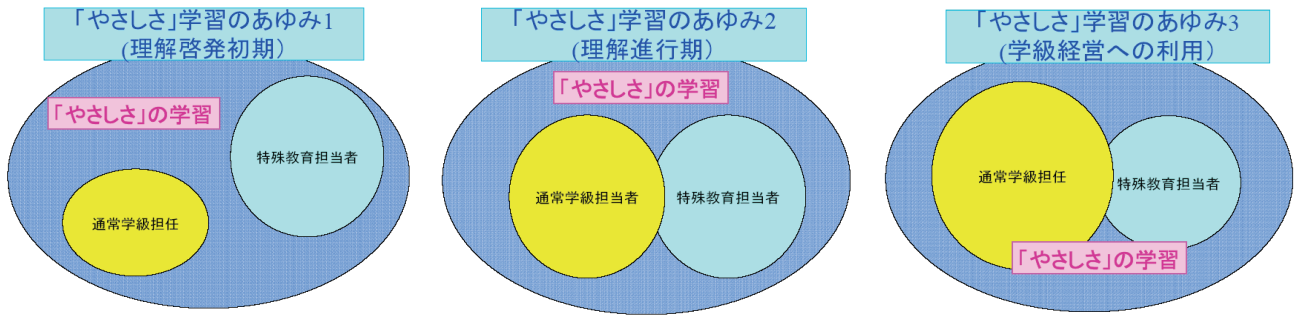 「やさしさ」学習のあゆみ1
(理解啓発初期）
「やさしさ」の学習
特殊教育担当者
通常学級担任
「やさしさ」学習のあゆみ2
(理解進行期）
「やさしさ」の学習
通常学級担当者
特殊教育担当者
「やさしさ」学習のあゆみ3
(学級経営への利用）
通常学級担任
特殊教育担当者
「やさしさ」の学習